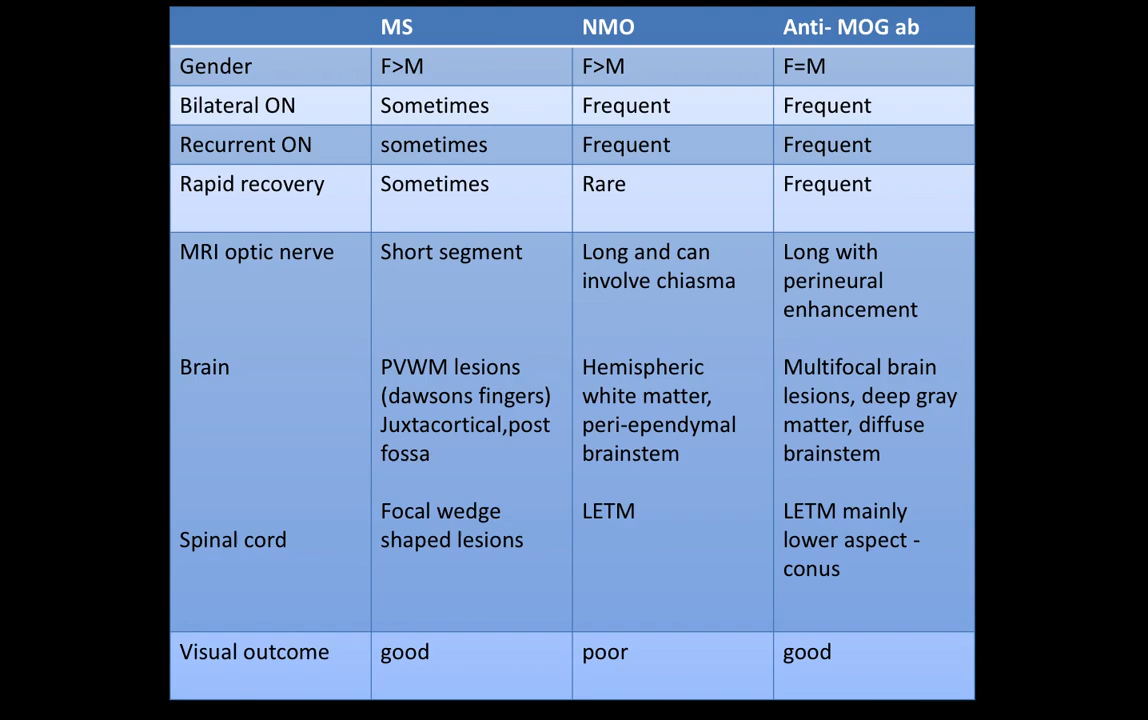 MS NMO Anti- MOG ab
Gender F>M F>M F=M
Bilateral ON Sometimes Frequent Frequent
Recurrent ON sometimes Frequent Frequent
Rapid recovery Sometimes Rare Frequent
MRI optic nerve Short segment Long and can Long with
involve chiasma perineural
enhancement
Brain PVWM lesions Hemispheric Multifocal brain
(dawsons fingers) white matter, lesions, deep gray
Juxtacortical,post peri-ependymal matter, diffuse
fossa brainstem brainstem
Focal wedge LETM LETM mainly
Spinal cord shaped lesions lower aspect -
conus
Visual outcome good poor good